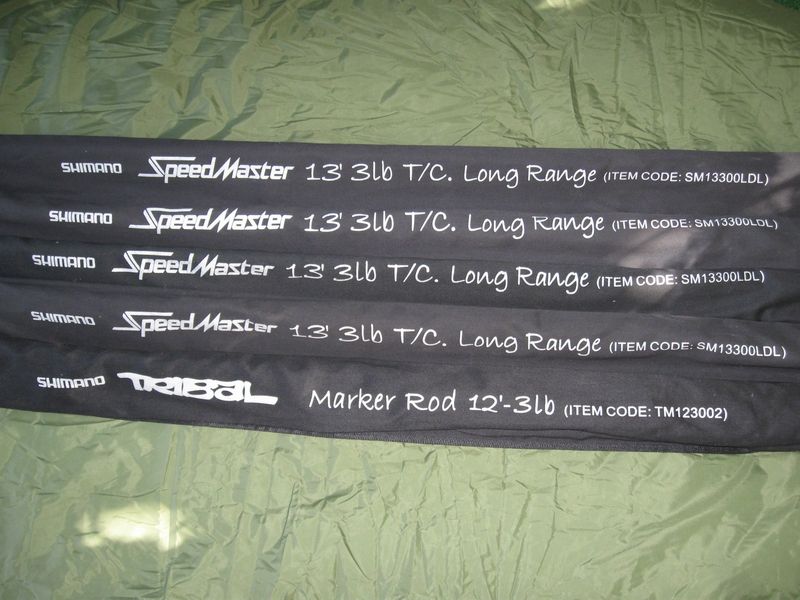 SHIMANO SpeedMaster 13' 3lb T/C. Long Range (ITEM CODE: SM13300LDL)
SHIMANO SpeedMaster 13' 3lb T/C. Long Range (ITEM CODE: SM13300LDL)
SHIMANO SpeedMaster 13' 3lb T/C. Long Range (ITEM CODE: SM13300LDL)
SHIMANO SpeedMaster 13' 3lb T/C. Long Range (ITEM CODE: SM13300LDL)
SHIMANO TRIBAL Marker Rod 12'-3lb (ITEM CODE: TM123002)